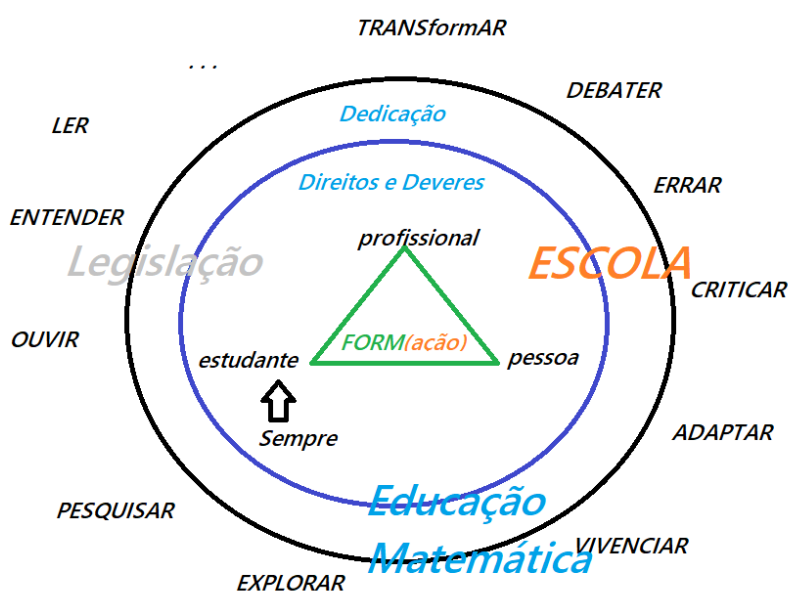 TRANSformAR
. . .
DEBATER
Dedicação
LER
Direitos e Deveres
ERRAR
ENTENDER
profissional
Legislação
ESCOLA
CRITICAR
OUVIR
FORM(ação)
estudante
pessoa
Sempre
ADAPTAR
Educação
Matemática
PESQUISAR
VIVENCIAR
EXPLORAR